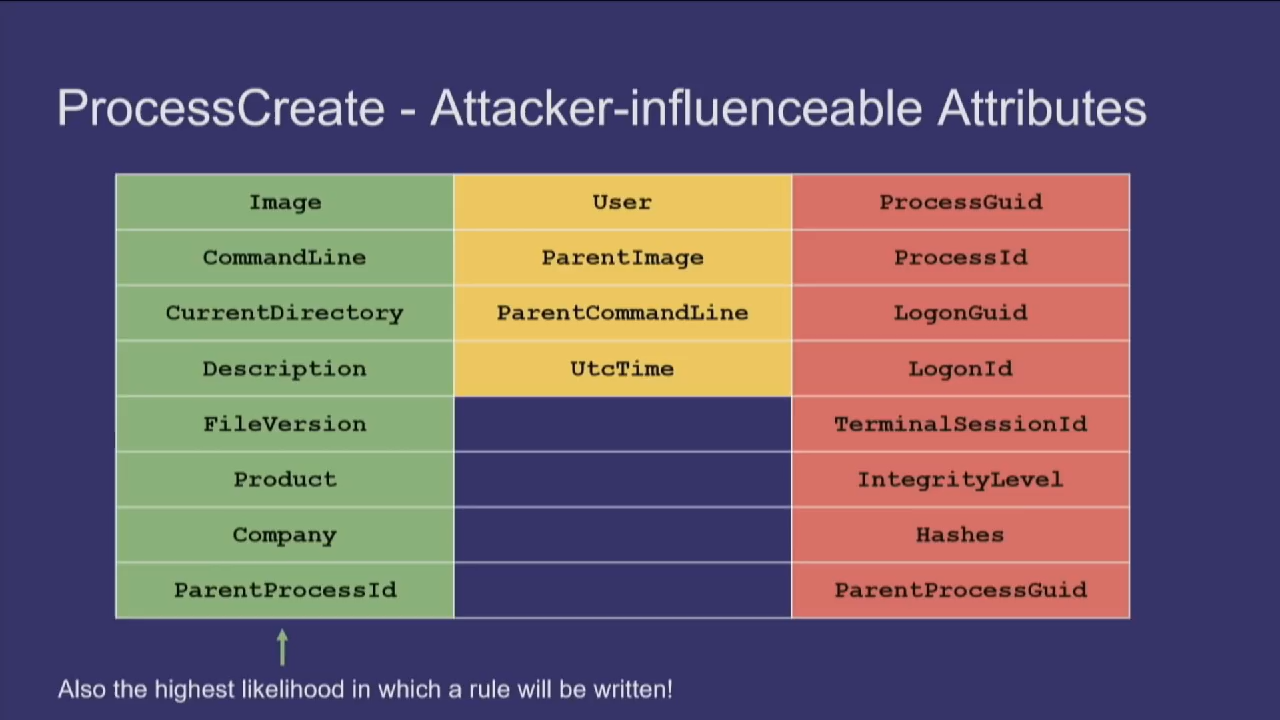 ProcessCreate - Attacker-influenceable Attributes
Image User ProcessGuid
CommandLine ParentImage ProcessId
CurrentDirectory ParentCommandLine LogonGuid
Description UtcTime LogonId
FileVersion TerminalSessionId
Product IntegrityLevel
Company Hashes
ParentProcessId ParentProcessGuid
Also the highest likelihood in which a rule will be written!